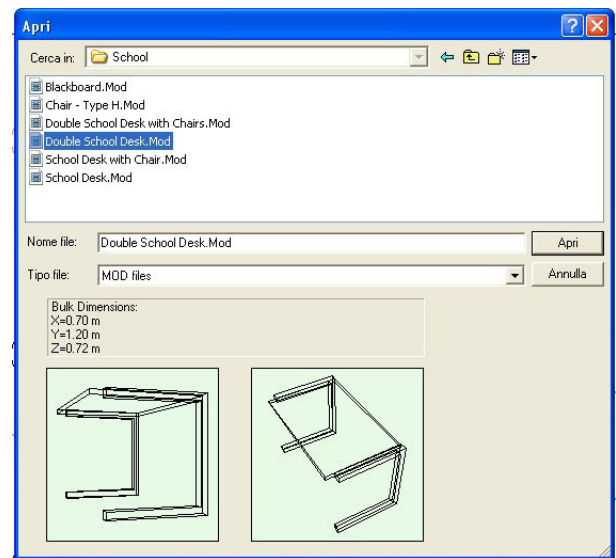 Apri
Cerca in: School
Blackboard.Mod
Chair - Type H.Mod
Double School Desk with Chairs.Mod
Double School Desk.Mod
School Desk with Chair.Mod
School Desk.Mod
Nome file: Double School Desk.Mod Apri
Tipo file: MOD files Annulla
Bulk Dimensions:
X=0.70 m
Y=1.20 m
Z=0.72 m